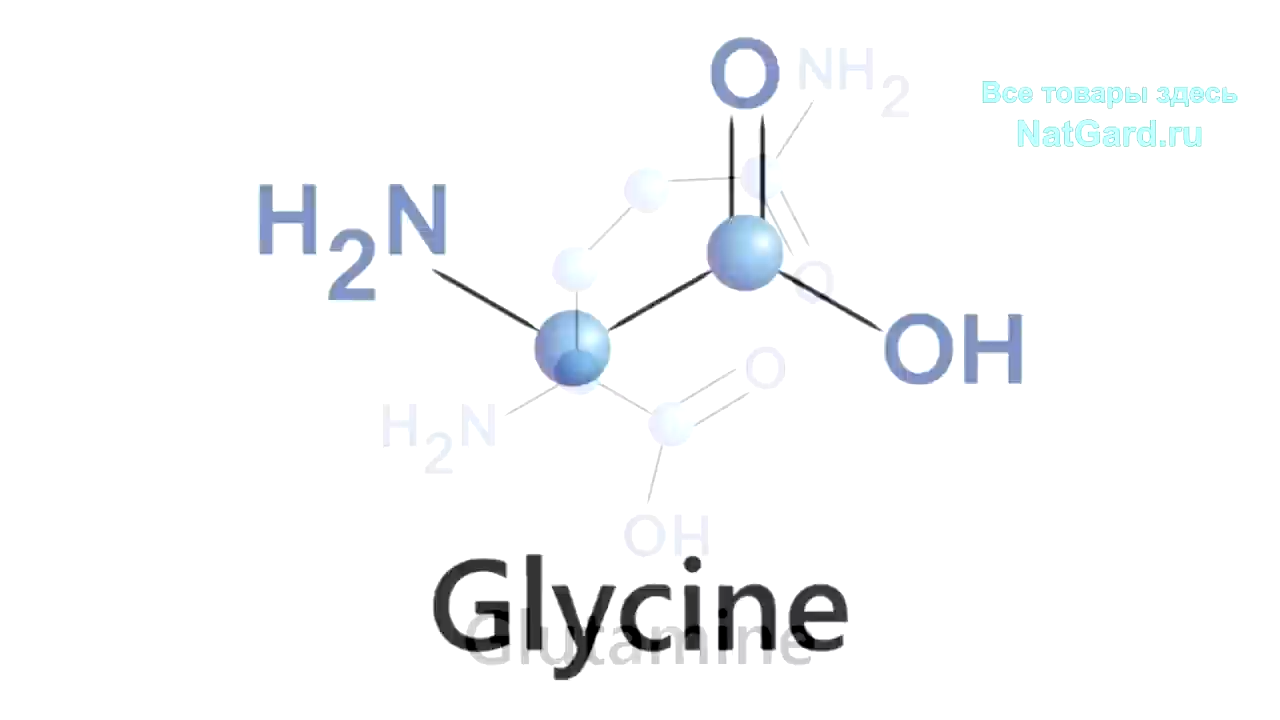 O
NH2
Все товары здесь
NatGard.ru
H2N
O
OH
O
H2N
OH
Glycine
Glutamine